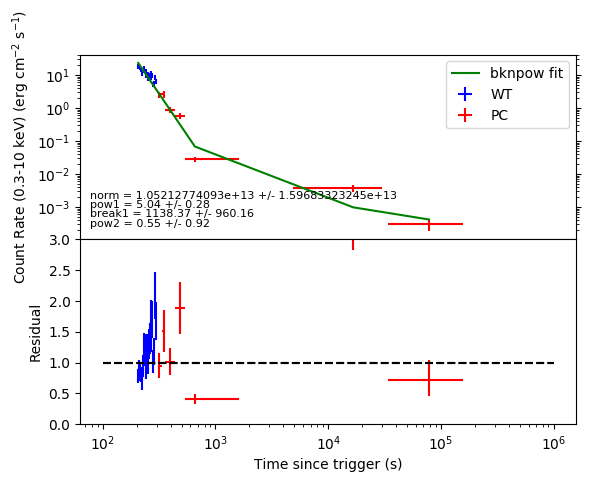 Count Rate (0.3-10 keV) (erg cm⁻² s⁻¹)
10¹
10⁰
10⁻¹
10⁻²
10⁻³
bknpow fit
WT
PC
norm = 1.05212774093e+13 +/- 1.59683323245e+13
pow1 = 5.04 +/- 0.28
break1 = 1138.37 +/- 960.16
pow2 = 0.55 +/- 0.92
Residual
3.0
2.5
2.0
1.5
1.0
0.5
0.0
10² 10³ 10⁴ 10⁵ 10⁶
Time since trigger (s)